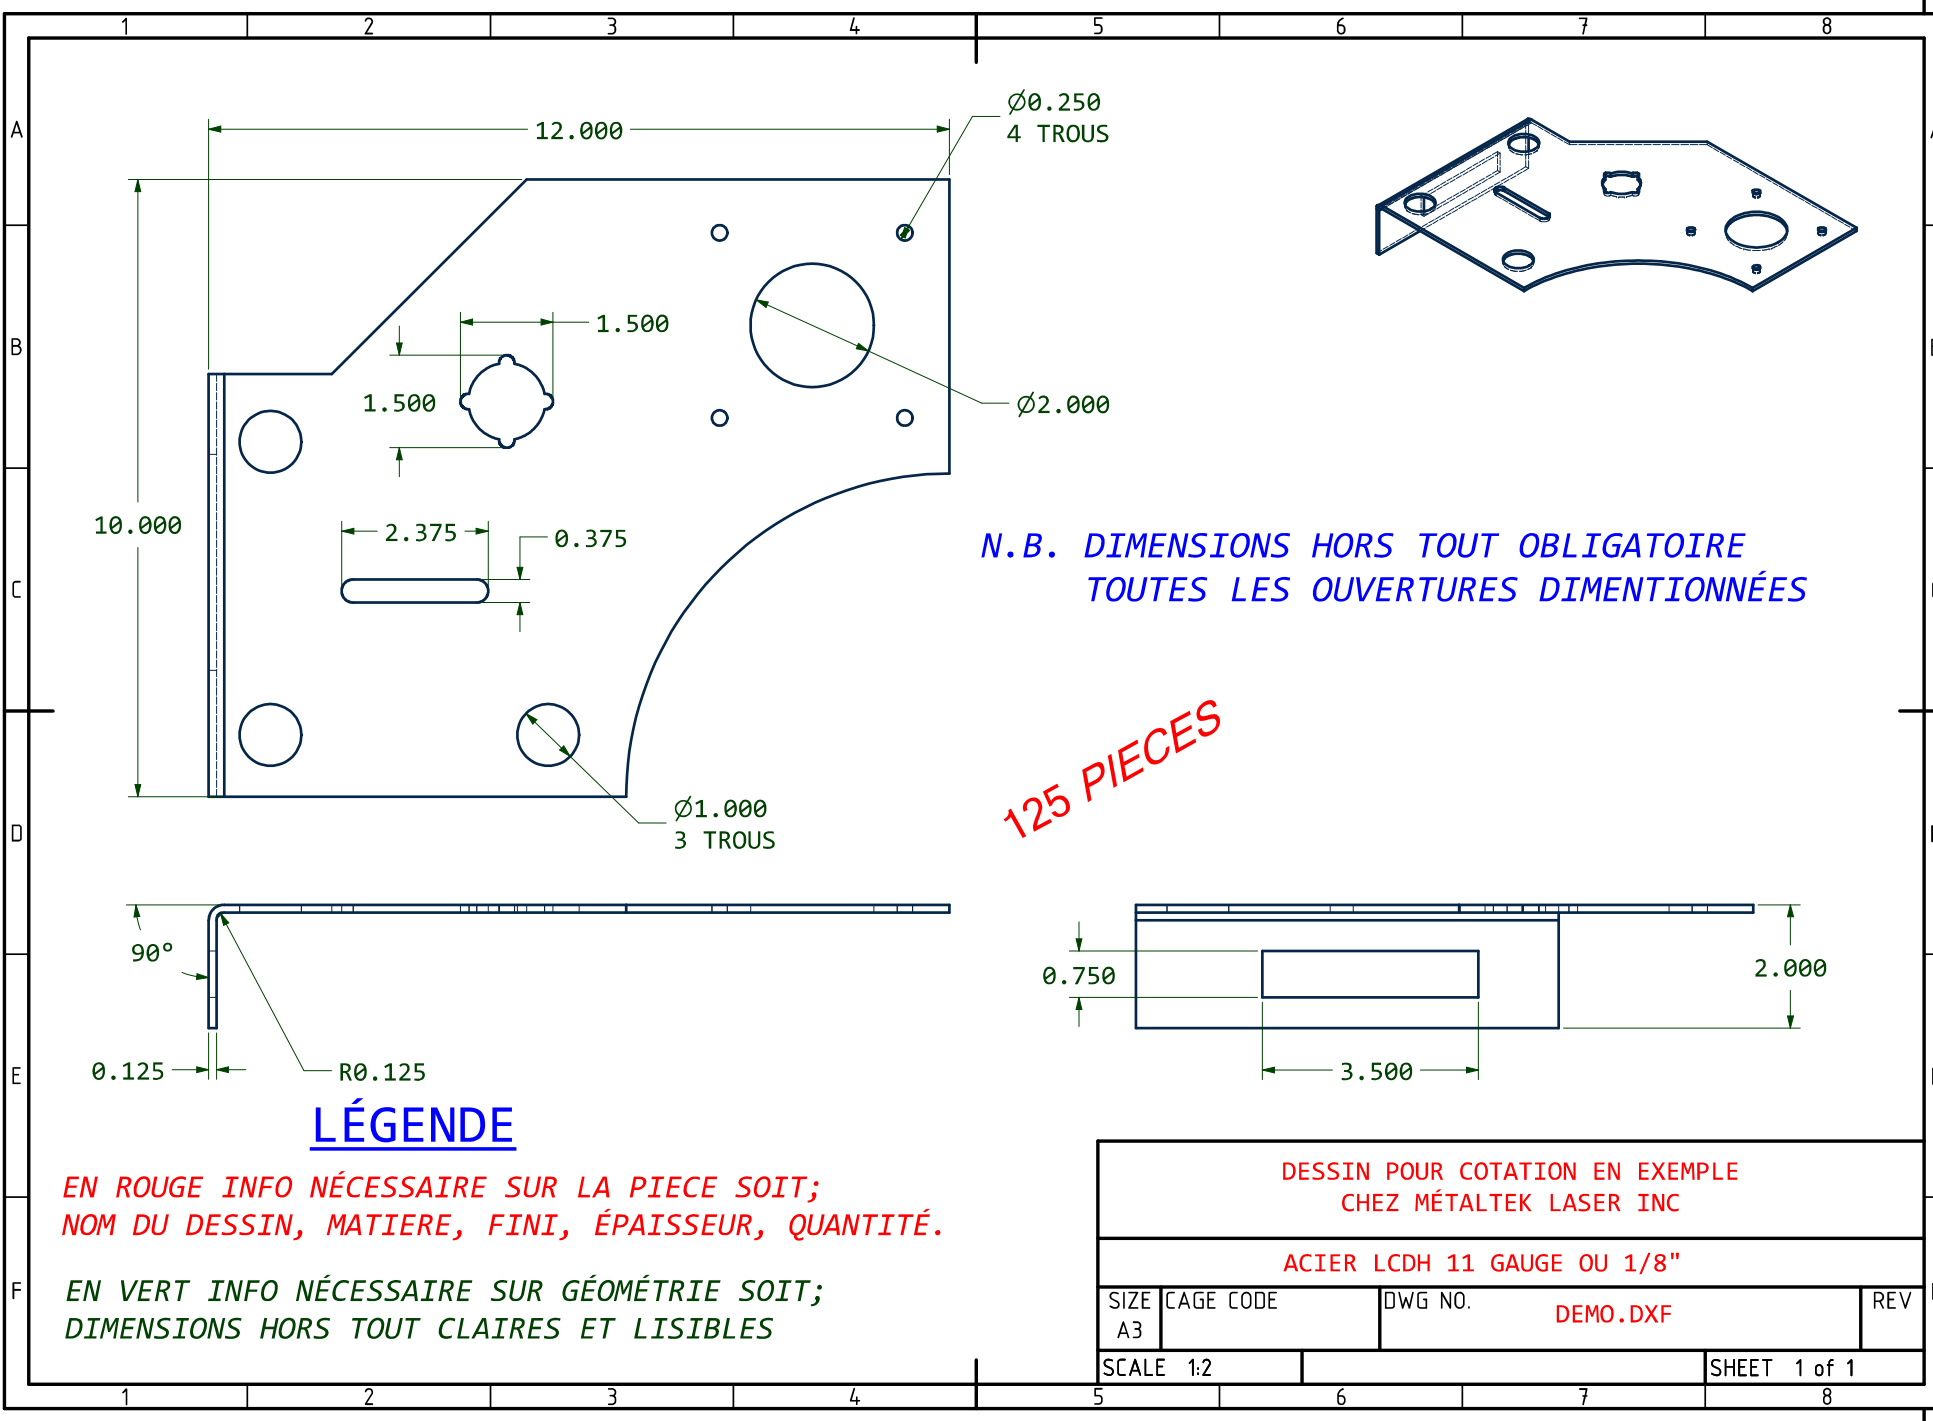 1 2 3 4 5 6 7 8
A
Ø0.250
4 TROUS
12.000
B
1.500
1.500
Ø2.000
10.000
2.375
0.375
C
N.B. DIMENSIONS HORS TOUT OBLIGATOIRE
TOUTES LES OUVERTURES DIMENTIONNÉES
125 PIECES
D
Ø1.000
3 TROUS
90°
0.750
2.000
E
0.125
R0.125
3.500
LÉGENDE
EN ROUGE INFO NÉCESSAIRE SUR LA PIECE SOIT;
NOM DU DESSIN, MATIERE, FINI, ÉPAISSEUR, QUANTITÉ.
EN VERT INFO NÉCESSAIRE SUR GÉOMÉTRIE SOIT;
DIMENSIONS HORS TOUT CLAIRES ET LISIBLES
F
DESSIN POUR COTATION EN EXEMPLE
CHEZ MÉTALTEK LASER INC
ACIER LCDH 11 GAUGE OU 1/8"
SIZE CAGE CODE DWG NO. REV
A3 DEMO.DXF
SCALE 1:2 SHEET 1 of 1
1 2 3 4 5 6 7 8